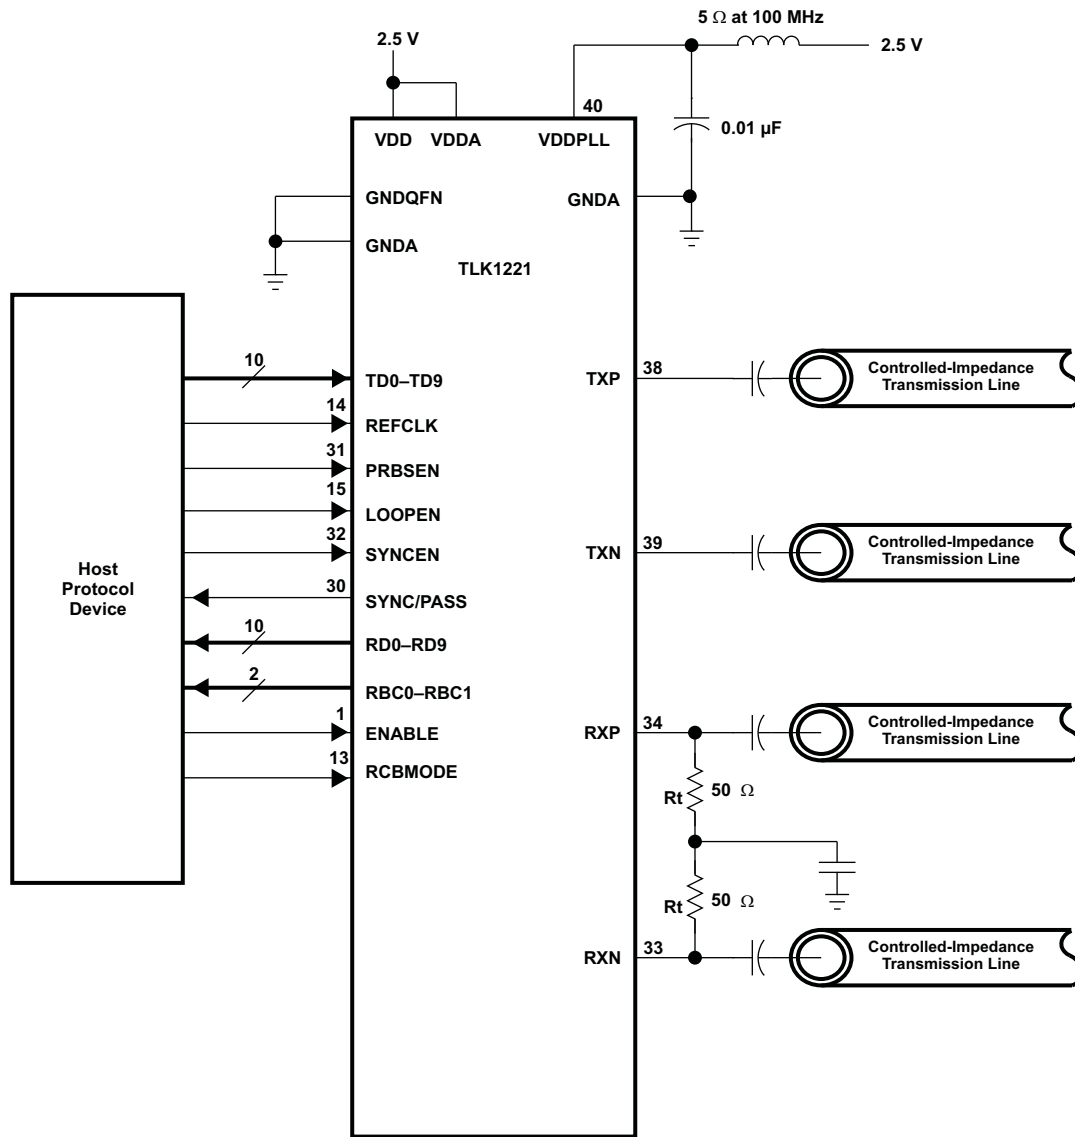 5 Ω at 100 MHz
2.5 V
2.5 V
40
VDD
VDDA
VDDPLL
0.01 µF
GNDQFN
GNDA
GNDA
TLK1221
Host
Protocol
Device
10
TD0–TD9
14
REFCLK
31
PRBSEN
15
LOOPEN
32
SYNCEN
30
SYNC/PASS
10
RD0–RD9
2
RBC0–RBC1
1
ENABLE
13
RCBMODE
TXP
38
Controlled-Impedance
Transmission Line
TXN
39
Controlled-Impedance
Transmission Line
RXP
34
Controlled-Impedance
Transmission Line
Rt
50 Ω
Rt
50 Ω
RXN
33
Controlled-Impedance
Transmission Line